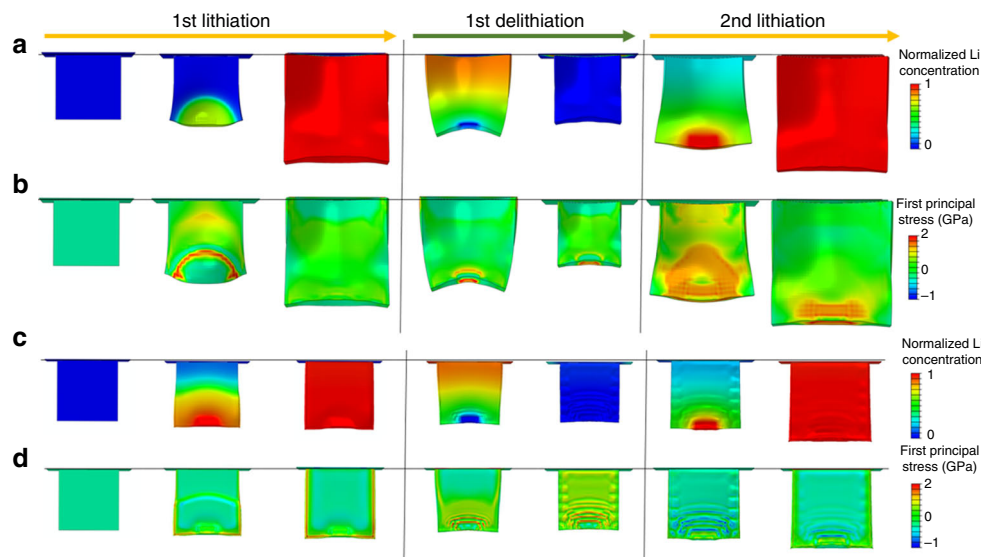 1st lithiation
1st delithiation
2nd lithiation
a
Normalized Li
concentration
1
0
b
First principal
stress (GPa)
2
0
−1
c
Normalized Li
concentration
1
0
d
First principal
stress (GPa)
2
0
−1